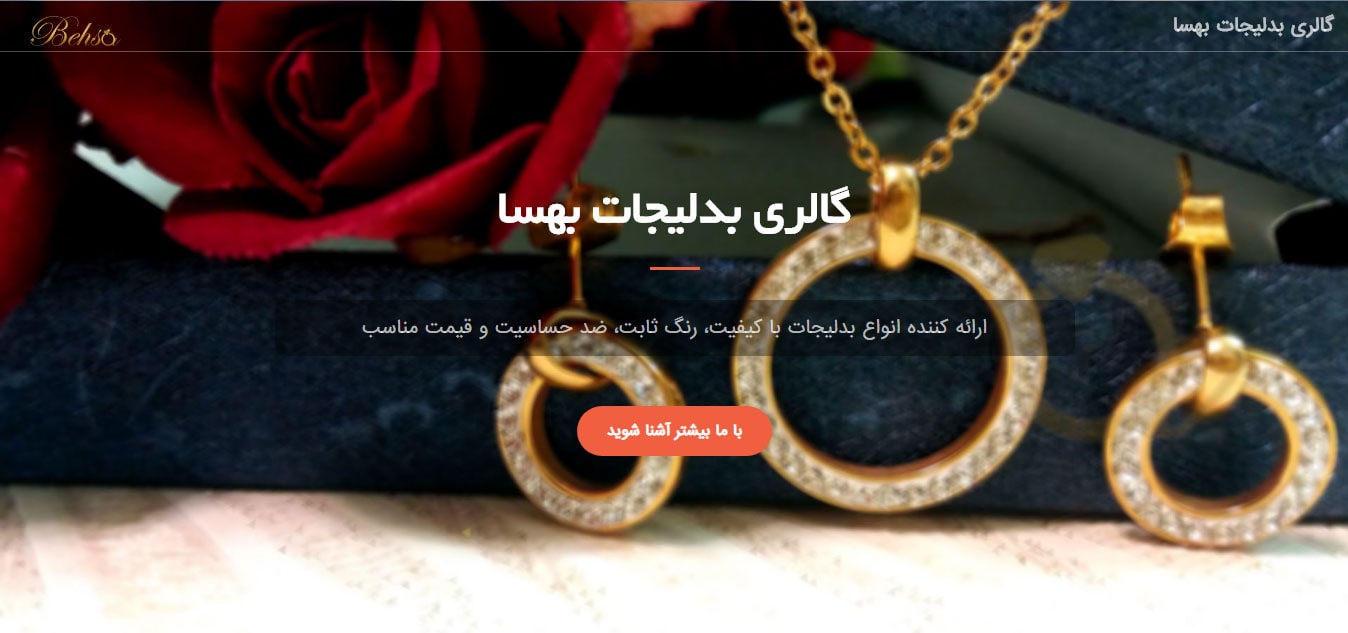 گالری بدلیجات بهسا
Behsa
گالری بدلیجات بهسا
ارائه کننده انواع بدلیجات با کیفیت، رنگ ثابت، ضد حساسیت و قیمت مناسب
با ما بیشتر آشنا شوید